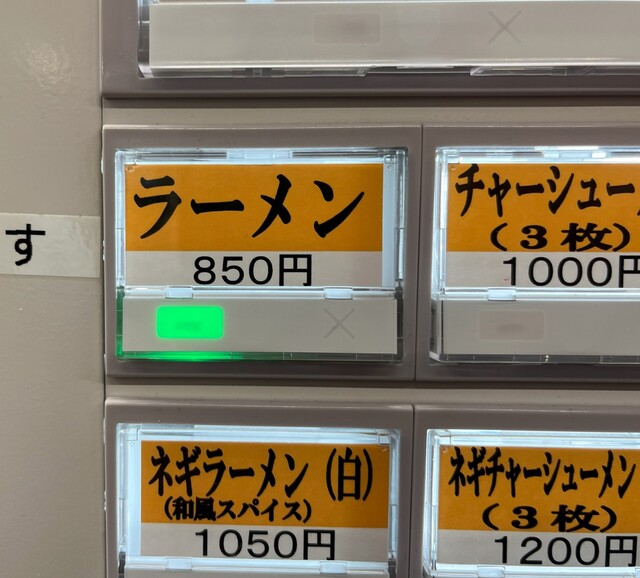 す
ラーメン
850円
チャーシュー
(3枚)
1000円
ネギラーメン(白)
(和風スパイス)
1050円
ネギチャーシューメン
(3枚)
1200円